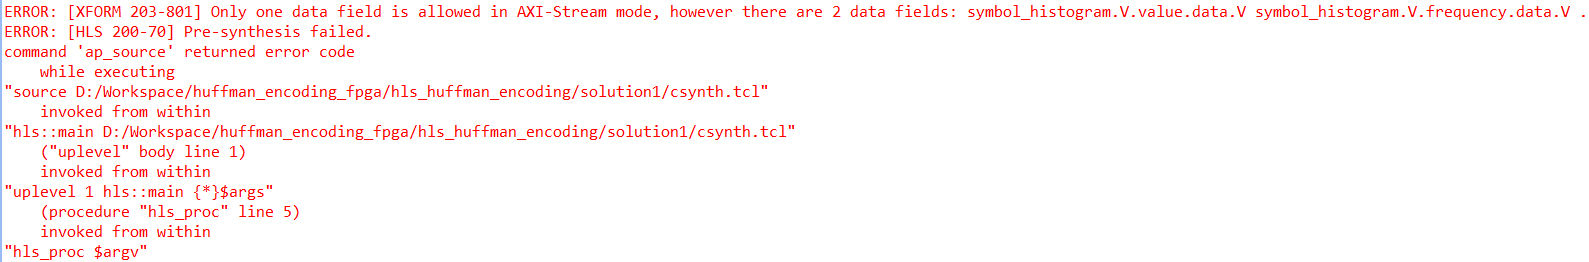 ERROR: [XFORM 203-801] Only one data field is allowed in AXI-Stream mode, however there are 2 data fields: symbol_histogram.V.value.data.V symbol_histogram.V.frequency.data.V .
ERROR: [HLS 200-70] Pre-synthesis failed.
command 'ap_source' returned error code
    while executing
"source D:/Workspace/huffman_encoding_fpga/hls_huffman_encoding/solution1/csynth.tcl"
    invoked from within
"hls::main D:/Workspace/huffman_encoding_fpga/hls_huffman_encoding/solution1/csynth.tcl"
    ("uplevel" body line 1)
    invoked from within
"uplevel 1 hls::main {*}$args"
    (procedure "hls_proc" line 5)
    invoked from within
"hls_proc $argv"